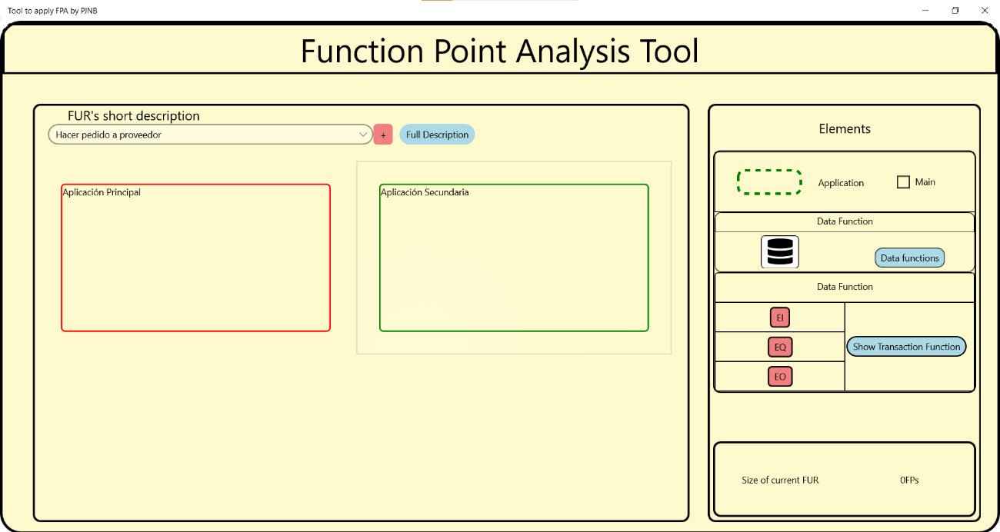 Tool to apply FPA by PJNB
Function Point Analysis Tool
FUR's short description
Hacer pedido a proveedor
+
Full Description
Aplicación Principal
Aplicación Secundaria
Elements
Application
Main
Data Function
Data functions
Data Function
EI
EQ
Show Transaction Function
EO
Size of current FUR
0FPs